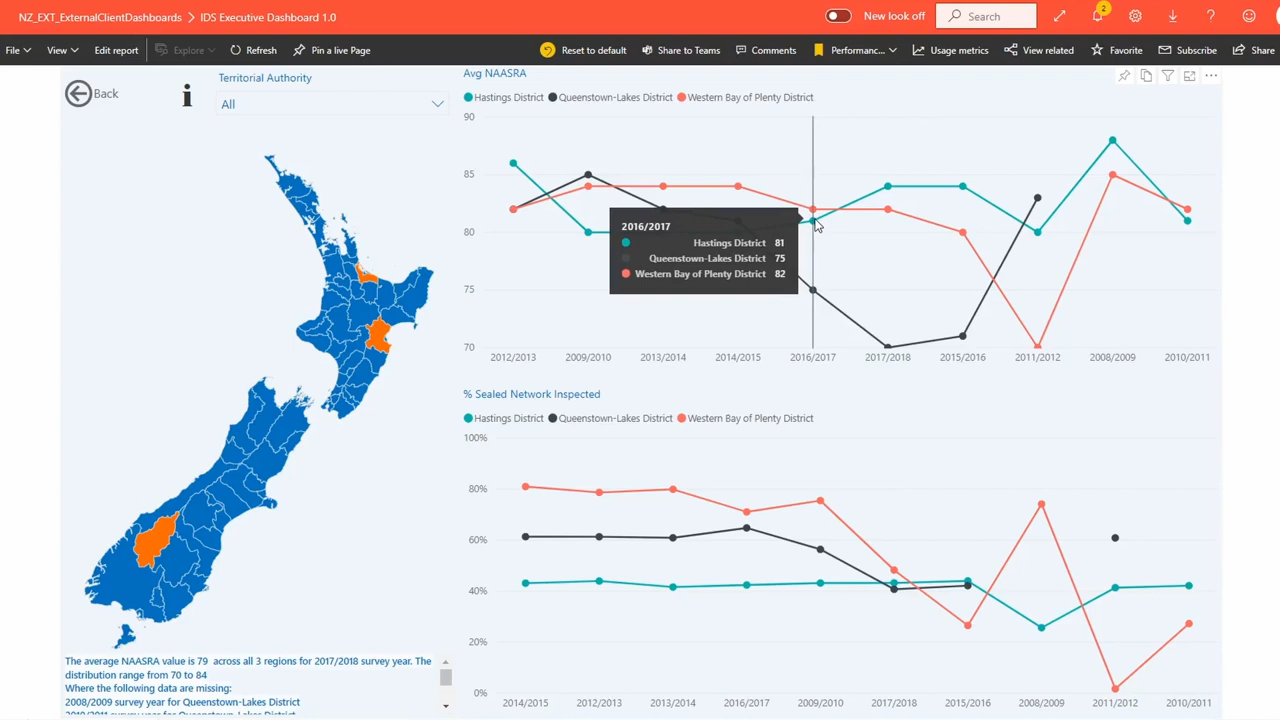 NZ_EXT_ExternalClientDashboards > IDS Executive Dashboard 1.0
New look off
Search
2
File
View
Edit report
Explore
Refresh
Pin a live Page
Reset to default
Share to Teams
Comments
Performanc...
Usage metrics
View related
Favorite
Subscribe
Share
Back
Territorial Authority
All
Avg NAASRA
Hastings District Queenstown-Lakes District Western Bay of Plenty District
90
85
80
75
70
2016/2017
Hastings District 81
Queenstown-Lakes District 75
Western Bay of Plenty District 82
2012/2013 2009/2010 2013/2014 2014/2015 2016/2017 2017/2018 2015/2016 2011/2012 2008/2009 2010/2011
% Sealed Network Inspected
Hastings District Queenstown-Lakes District Western Bay of Plenty District
100%
80%
60%
40%
20%
0%
2014/2015 2012/2013 2013/2014 2016/2017 2009/2010 2017/2018 2015/2016 2008/2009 2011/2012 2010/2011
The average NAASRA value is 79 across all 3 regions for 2017/2018 survey year. The
distribution range from 70 to 84
Where the following data are missing:
2008/2009 survey year for Queenstown-Lakes District
2010/2011 survey year for Queenstown-Lakes District